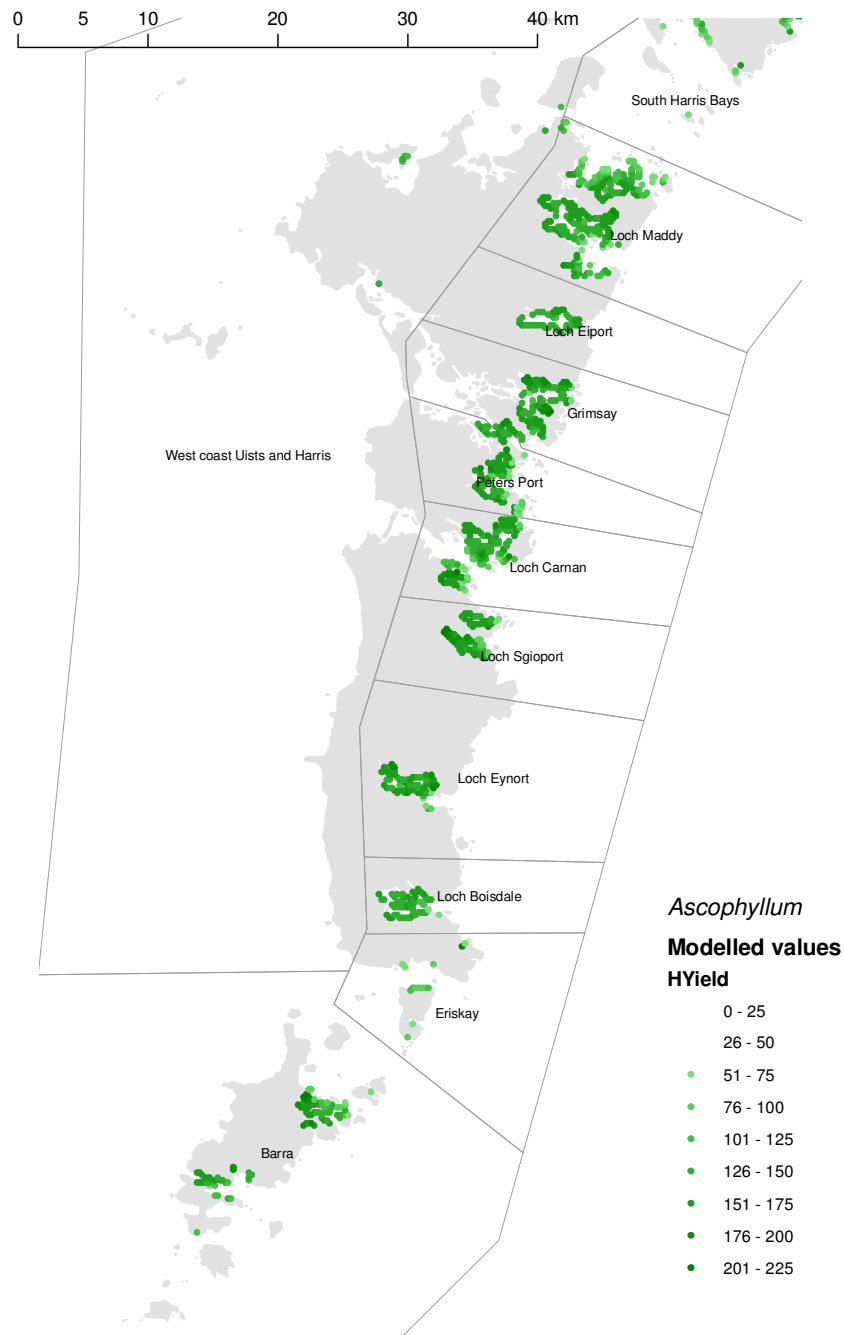 0 5 10 20 30 40 km
South Harris Bays
Loch Maddy
Loch Eiport
Grimsay
West coast Uists and Harris
Peters Port
Loch Carnan
Loch Sgioport
Loch Eynort
Loch Boisdale
Eriskay
Barra
Ascophyllum
Modelled values
HYield
0 - 25
26 - 50
51 - 75
76 - 100
101 - 125
126 - 150
151 - 175
176 - 200
201 - 225